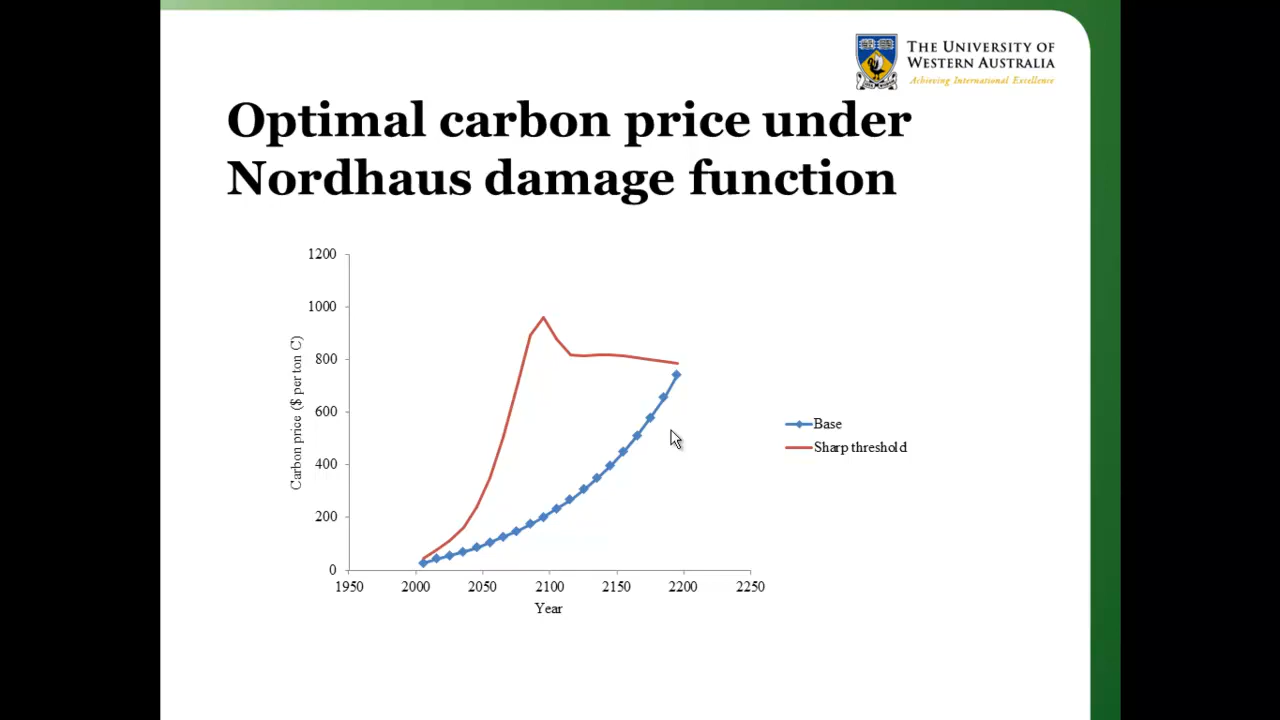 THE UNIVERSITY OF
WESTERN AUSTRALIA
Achieving International Excellence
Optimal carbon price under
Nordhaus damage function
1200
1000
800
600
400
200
0
Carbon price ($ per ton C)
1950 2000 2050 2100 2150 2200 2250
Year
Base
Sharp threshold